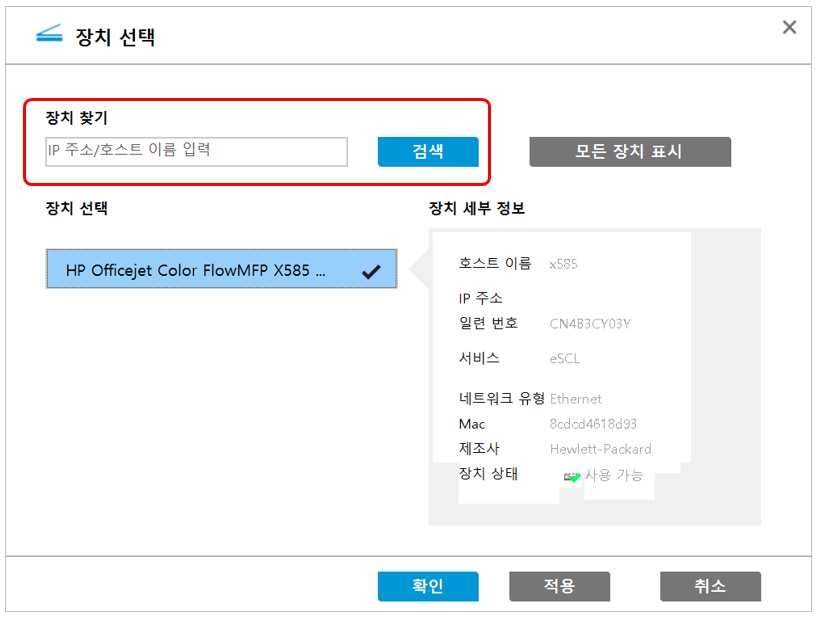 장치 선택
장치 찾기
IP 주소/호스트 이름 입력
검색
모든 장치 표시
장치 선택
HP Officejet Color FlowMFP X585 ...
장치 세부 정보
호스트 이름 x585
IP 주소
일련 번호 CN4B3CY03Y
서비스 eSCL
네트워크 유형 Ethernet
Mac 8cdcd4618d93
제조사 Hewlett-Packard
장치 상태 사용 가능
확인
적용
취소